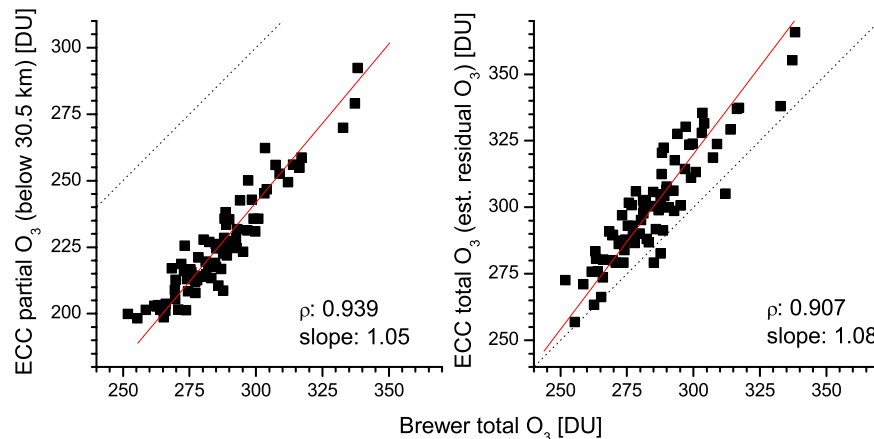 ECC partial O₃ (below 30.5 km) [DU]
300
275
250
225
200
250 275 300 325 350
ρ: 0.939
slope: 1.05
ECC total O₃ (est. residual O₃) [DU]
350
325
300
275
250
250 275 300 325 350
ρ: 0.907
slope: 1.08
Brewer total O₃ [DU]